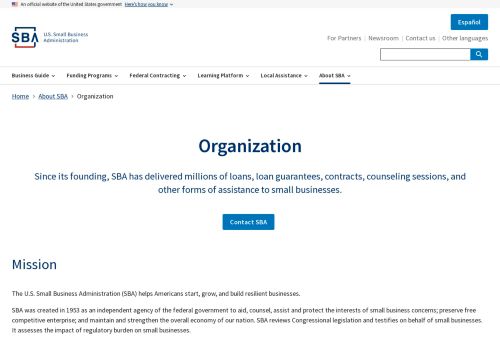 An official website of the United States government Here's how you know
Español
SBA U.S. Small Business
Administration
For Partners | Newsroom | Contact us | Other languages
Business Guide Funding Programs Federal Contracting Learning Platform Local Assistance About SBA
Home > About SBA > Organization
Organization
Since its founding, SBA has delivered millions of loans, loan guarantees, contracts, counseling sessions, and
other forms of assistance to small businesses.
Contact SBA
Mission
The U.S. Small Business Administration (SBA) helps Americans start, grow, and build resilient businesses.
SBA was created in 1953 as an independent agency of the federal government to aid, counsel, assist and protect the interests of small business concerns; preserve free
competitive enterprise; and maintain and strengthen the overall economy of our nation. SBA reviews Congressional legislation and testifies on behalf of small businesses.
It assesses the impact of regulatory burden on small businesses.